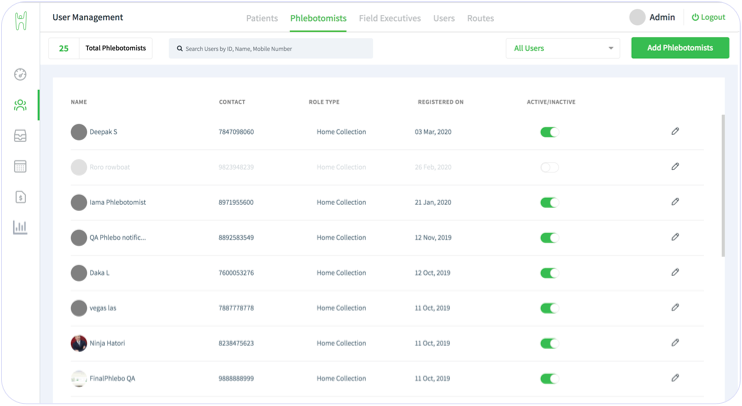 User Management
Patients Phlebotomists Field Executives Users Routes
Admin Logout
25 Total Phlebotomists
Search Users by ID, Name, Mobile Number
All Users
Add Phlebotomists
NAME CONTACT ROLE TYPE REGISTERED ON ACTIVE/INACTIVE
Deepak S 7847098060 Home Collection 03 Mar, 2020
Roro rowboat 9823948239 Home Collection 26 Feb, 2020
Iama Phlebotomist 8971955600 Home Collection 21 Jan, 2020
QA Phlebo notific... 8892583549 Home Collection 12 Nov, 2019
Daka L 7600053276 Home Collection 12 Oct, 2019
vegas las 7887778778 Home Collection 11 Oct, 2019
Ninja Hatori 8238475623 Home Collection 11 Oct, 2019
FinalPhlebo QA 9888888999 Home Collection 11 Oct, 2019